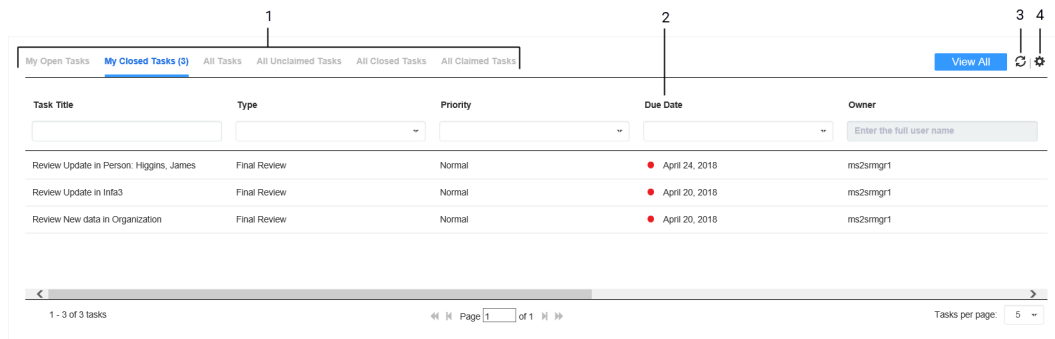 1 2 3 4
My Open Tasks My Closed Tasks (3) All Tasks All Unclaimed Tasks All Closed Tasks All Claimed Tasks View All
Task Title Type Priority Due Date Owner
Enter the full user name
Review Update in Person: Higgins, James Final Review Normal April 24, 2018 ms2srmgr1
Review Update in Infa3 Final Review Normal April 20, 2018 ms2srmgr1
Review New data in Organization Final Review Normal April 20, 2018 ms2srmgr1
1 - 3 of 3 tasks Page 1 of 1 Tasks per page: 5